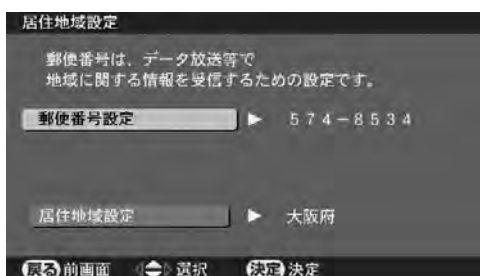 居住地域設定
郵便番号は、データ放送等で
地域に関する情報を受信するための設定です。
郵便番号設定 ▶ 574-8534
居住地域設定 ▶ 大阪府
戻る 前画面 選択 決定 決定